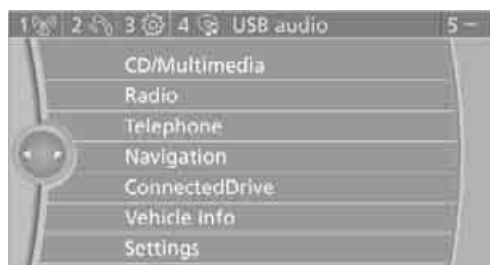 1 2 3 4 USB audio 5
CD/Multimedia
Radio
Telephone
Navigation
ConnectedDrive
Vehicle Info
Settings